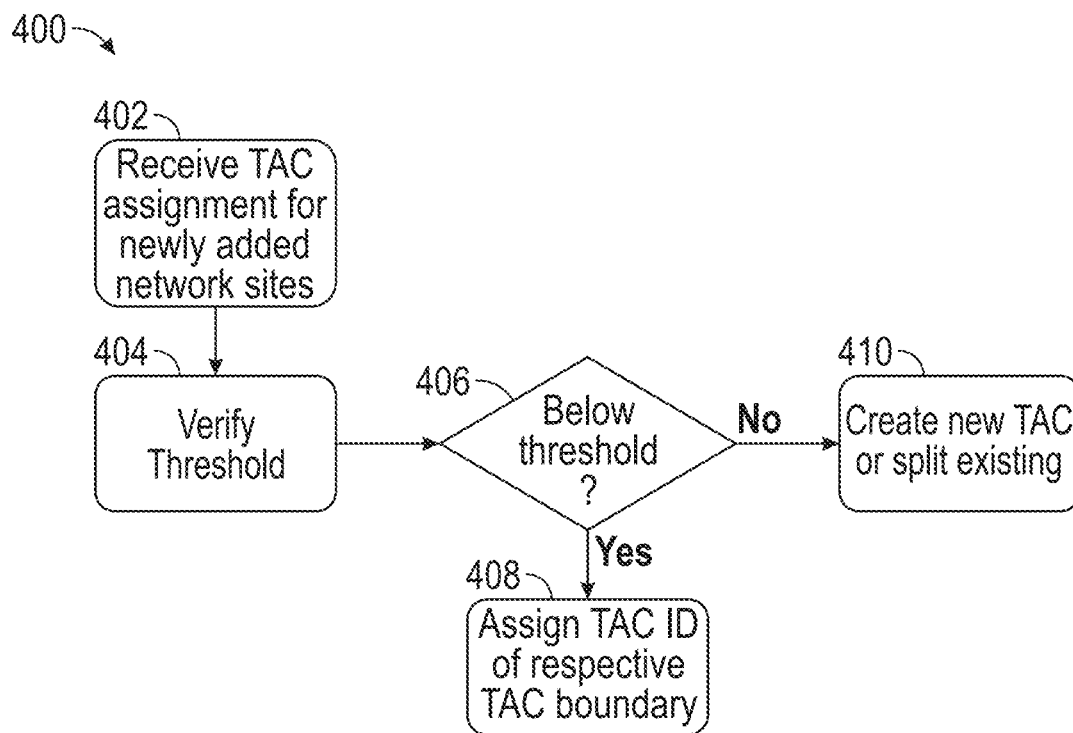 400
402
Receive TAC
assignment for
newly added
network sites
404
Verify
Threshold
406
Below
threshold
?
No
410
Create new TAC
or split existing
Yes
408
Assign TAC ID
of respective
TAC boundary